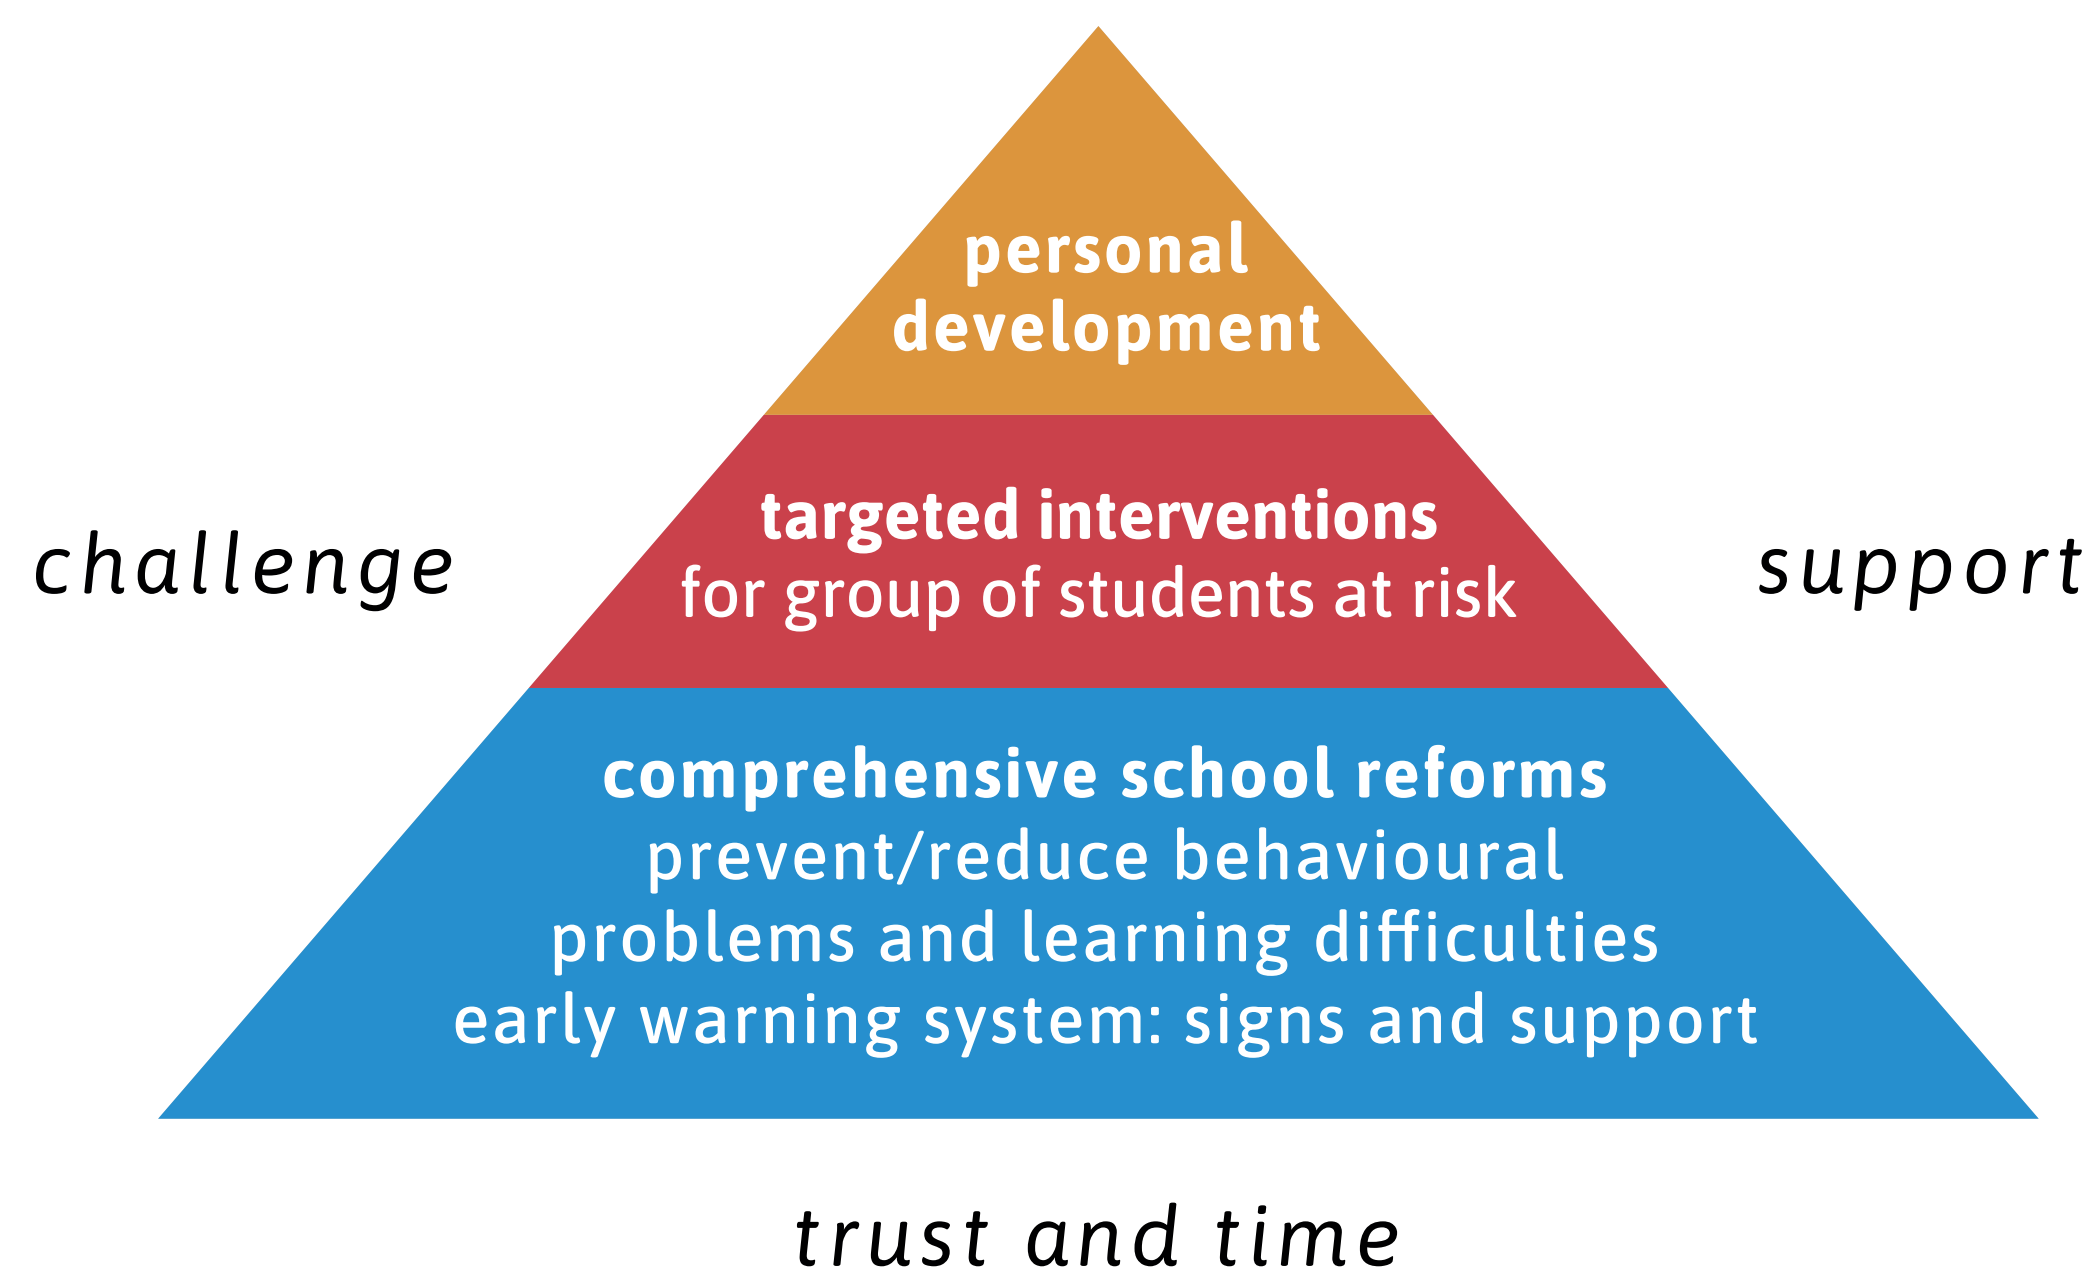 personal
development
targeted interventions
for group of students at risk
challenge
support
comprehensive school reforms
prevent/reduce behavioural
problems and learning difficulties
early warning system: signs and support
trust and time